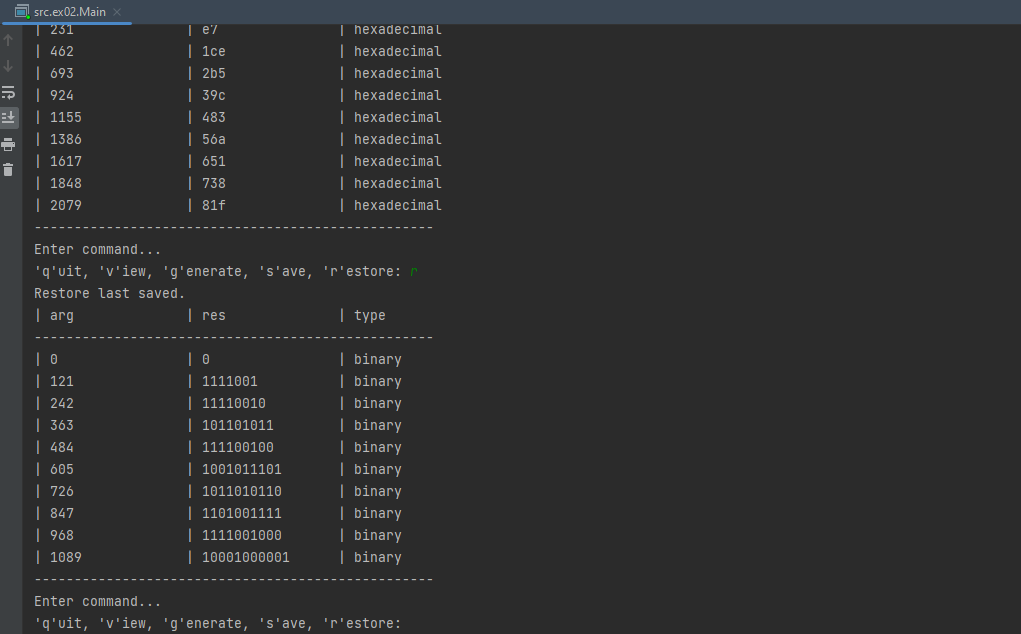 src.ex02.Main
| 231 | e7 | hexadecimal
| 462 | 1ce | hexadecimal
| 693 | 2b5 | hexadecimal
| 924 | 39c | hexadecimal
| 1155 | 483 | hexadecimal
| 1386 | 56a | hexadecimal
| 1617 | 651 | hexadecimal
| 1848 | 738 | hexadecimal
| 2079 | 81f | hexadecimal
--------------------------------------------------
Enter command...
'q'uit, 'v'iew, 'g'enerate, 's'ave, 'r'estore: r
Restore last saved.
| arg | res | type
--------------------------------------------------
| 0 | 0 | binary
| 121 | 1111001 | binary
| 242 | 11110010 | binary
| 363 | 101101011 | binary
| 484 | 111100100 | binary
| 605 | 1001011101 | binary
| 726 | 1011010110 | binary
| 847 | 1101001111 | binary
| 968 | 1111001000 | binary
| 1089 | 10001000001 | binary
--------------------------------------------------
Enter command...
'q'uit, 'v'iew, 'g'enerate, 's'ave, 'r'estore: